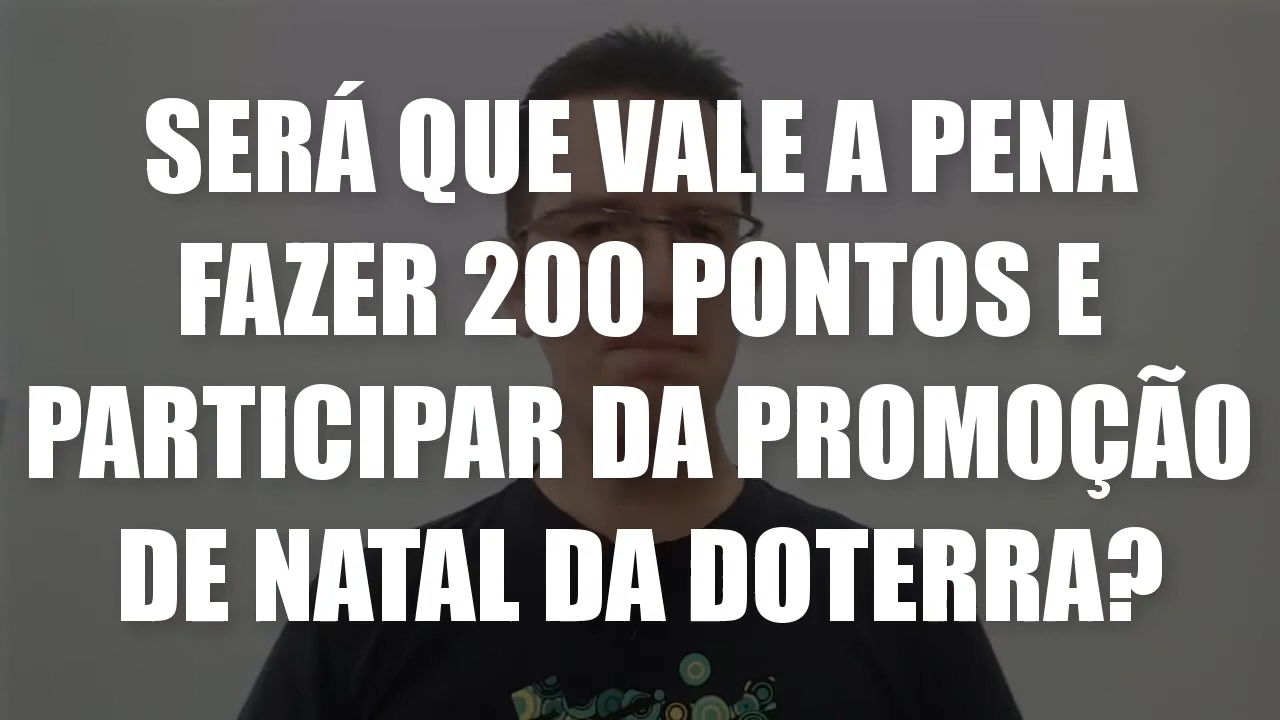 SERÁ QUE VALE A PENA
FAZER 200 PONTOS E
PARTICIPAR DA PROMOÇÃO
DE NATAL DA DOTERRA?